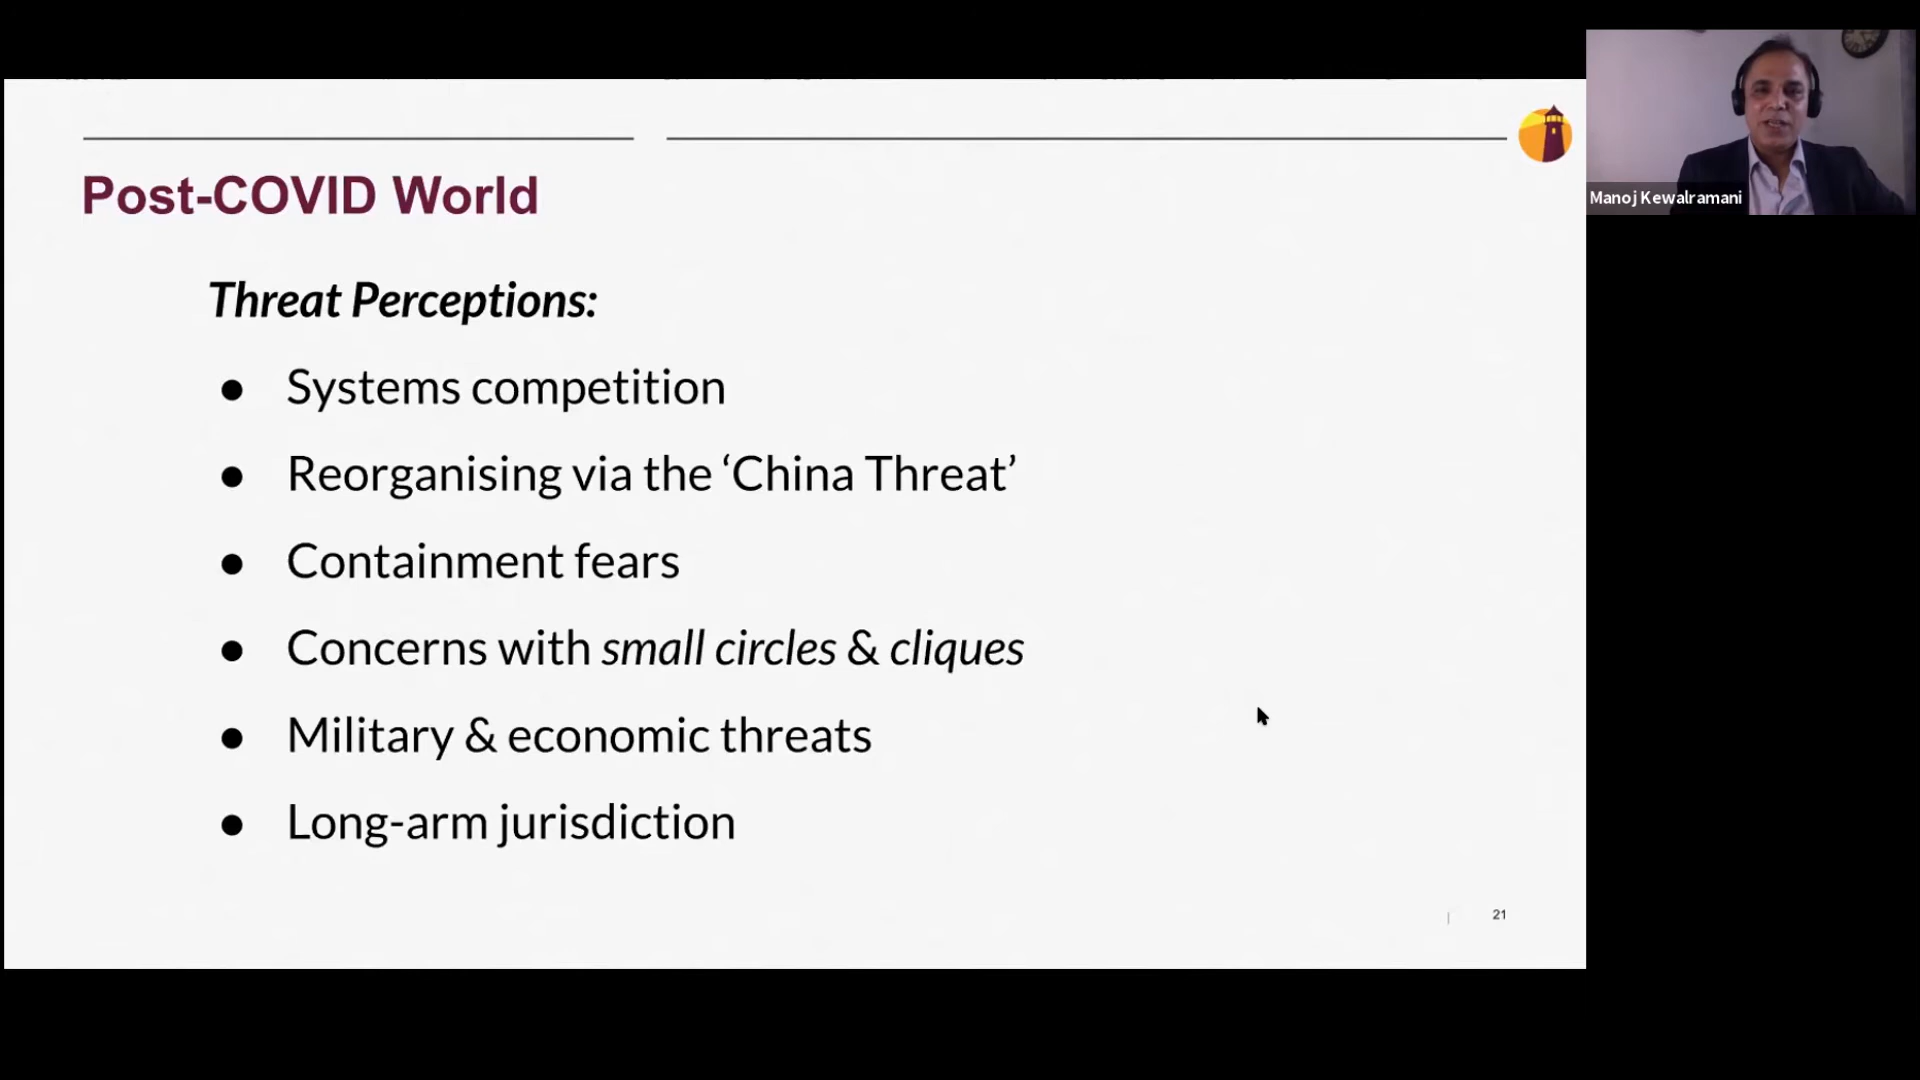 Post-COVID World
Threat Perceptions:
● Systems competition
● Reorganising via the ‘China Threat’
● Containment fears
● Concerns with small circles & cliques
● Military & economic threats
● Long-arm jurisdiction
21
Manoj Kewalramani